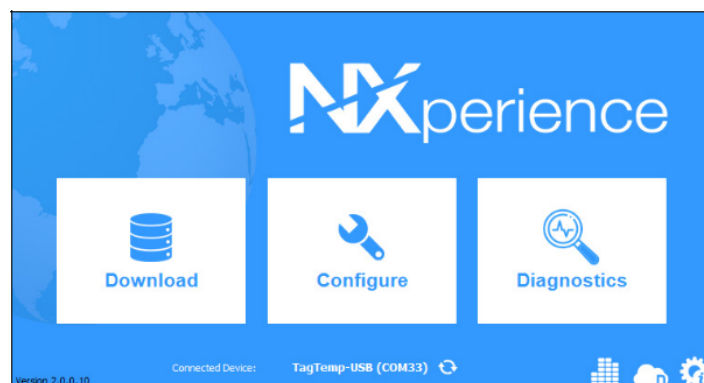 NXperience
Download
Configure
Diagnostics
Connected Device: TagTemp-USB (COM33)
Version 2.0.0.10